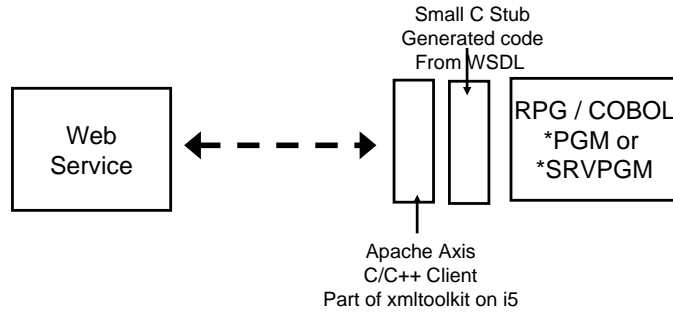 Small C Stub
Generated code
From WSDL
Web
Service
RPG / COBOL
*PGM or
*SRVPGM
Apache Axis
C/C++ Client
Part of xmltoolkit on i5